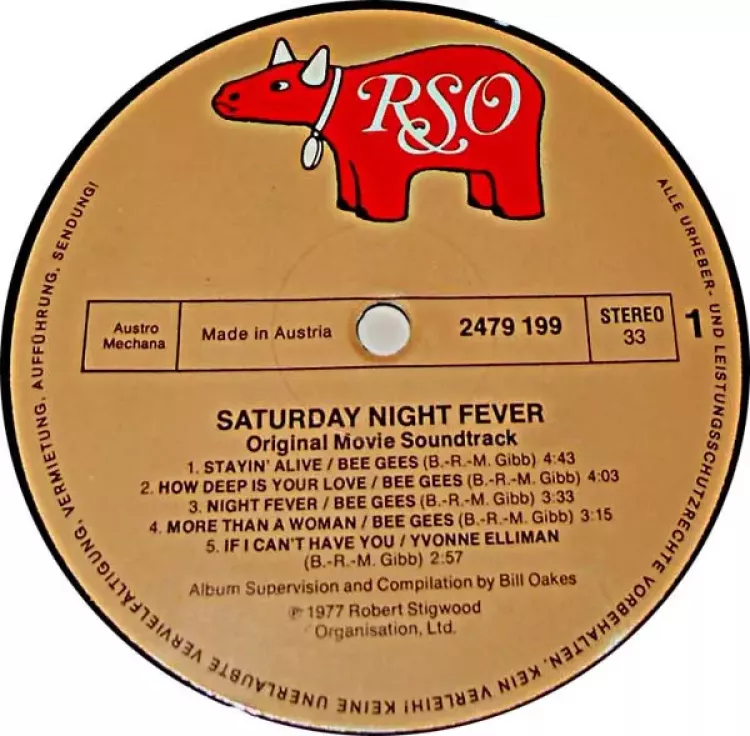 RSO
Austro
Mechana
Made in Austria
2479 199
STEREO
33
1
SATURDAY NIGHT FEVER
Original Movie Soundtrack
1. STAYIN' ALIVE / BEE GEES (B.-R.-M. Gibb) 4:43
2. HOW DEEP IS YOUR LOVE / BEE GEES (B.-R.-M. Gibb) 4:03
3. NIGHT FEVER / BEE GEES (B.-R.-M. Gibb) 3:33
4. MORE THAN A WOMAN / BEE GEES (B.-R.-M. Gibb) 3:15
5. IF I CAN'T HAVE YOU / YVONNE ELLIMAN
(B.-R.-M. Gibb) 2:57
Album Supervision and Compilation by Bill Oakes
℗ 1977 Robert Stigwood
Organisation, Ltd.
ALLE URHEBER- UND LEISTUNGSSCHUTZRECHTE VORBEHALTEN. KEIN VERLEIH! KEINE UNERLAUBTE VERVIELFÄLTIGUNG, VERMIETUNG, AUFFÜHRUNG, SENDUNG!